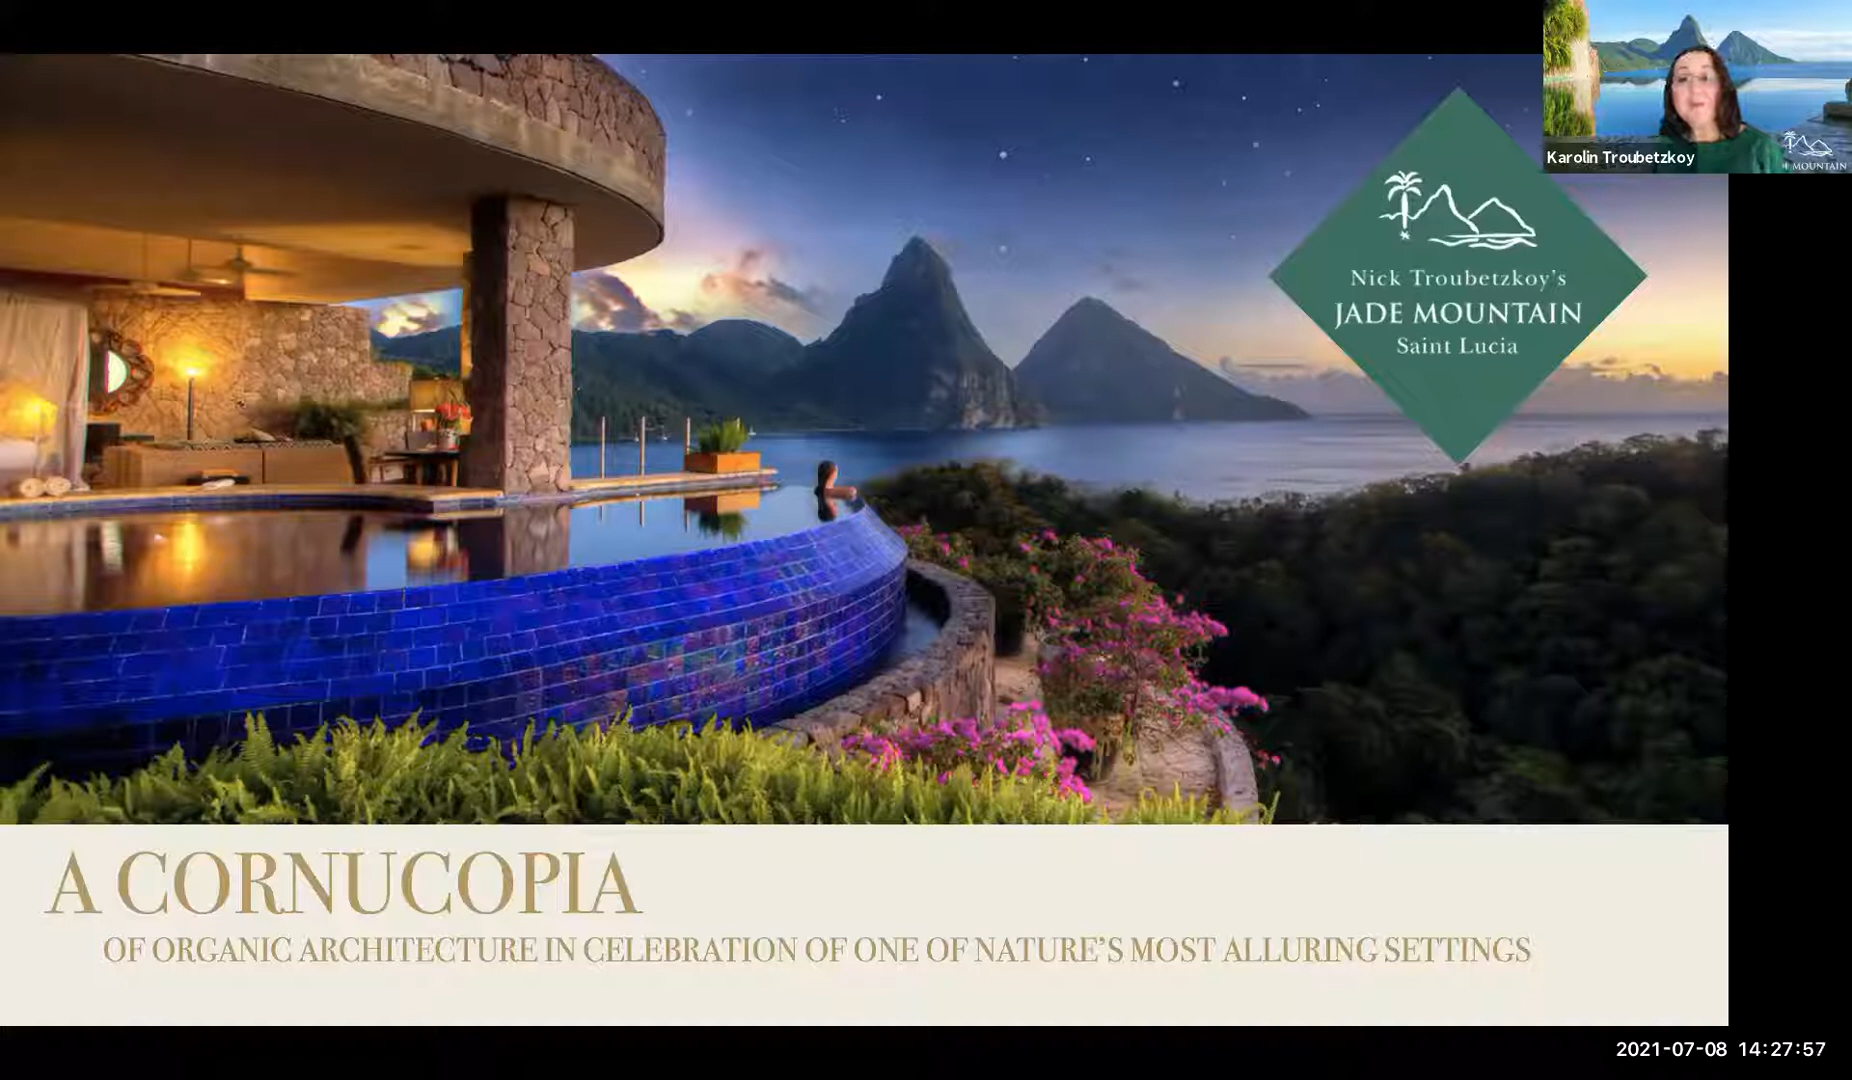 Karolin Troubetzkoy
MOUNTAIN
Nick Troubetzkoy's
JADE MOUNTAIN
Saint Lucia
A CORNUCOPIA
OF ORGANIC ARCHITECTURE IN CELEBRATION OF ONE OF NATURE'S MOST ALLURING SETTINGS
2021-07-08 14:27:57